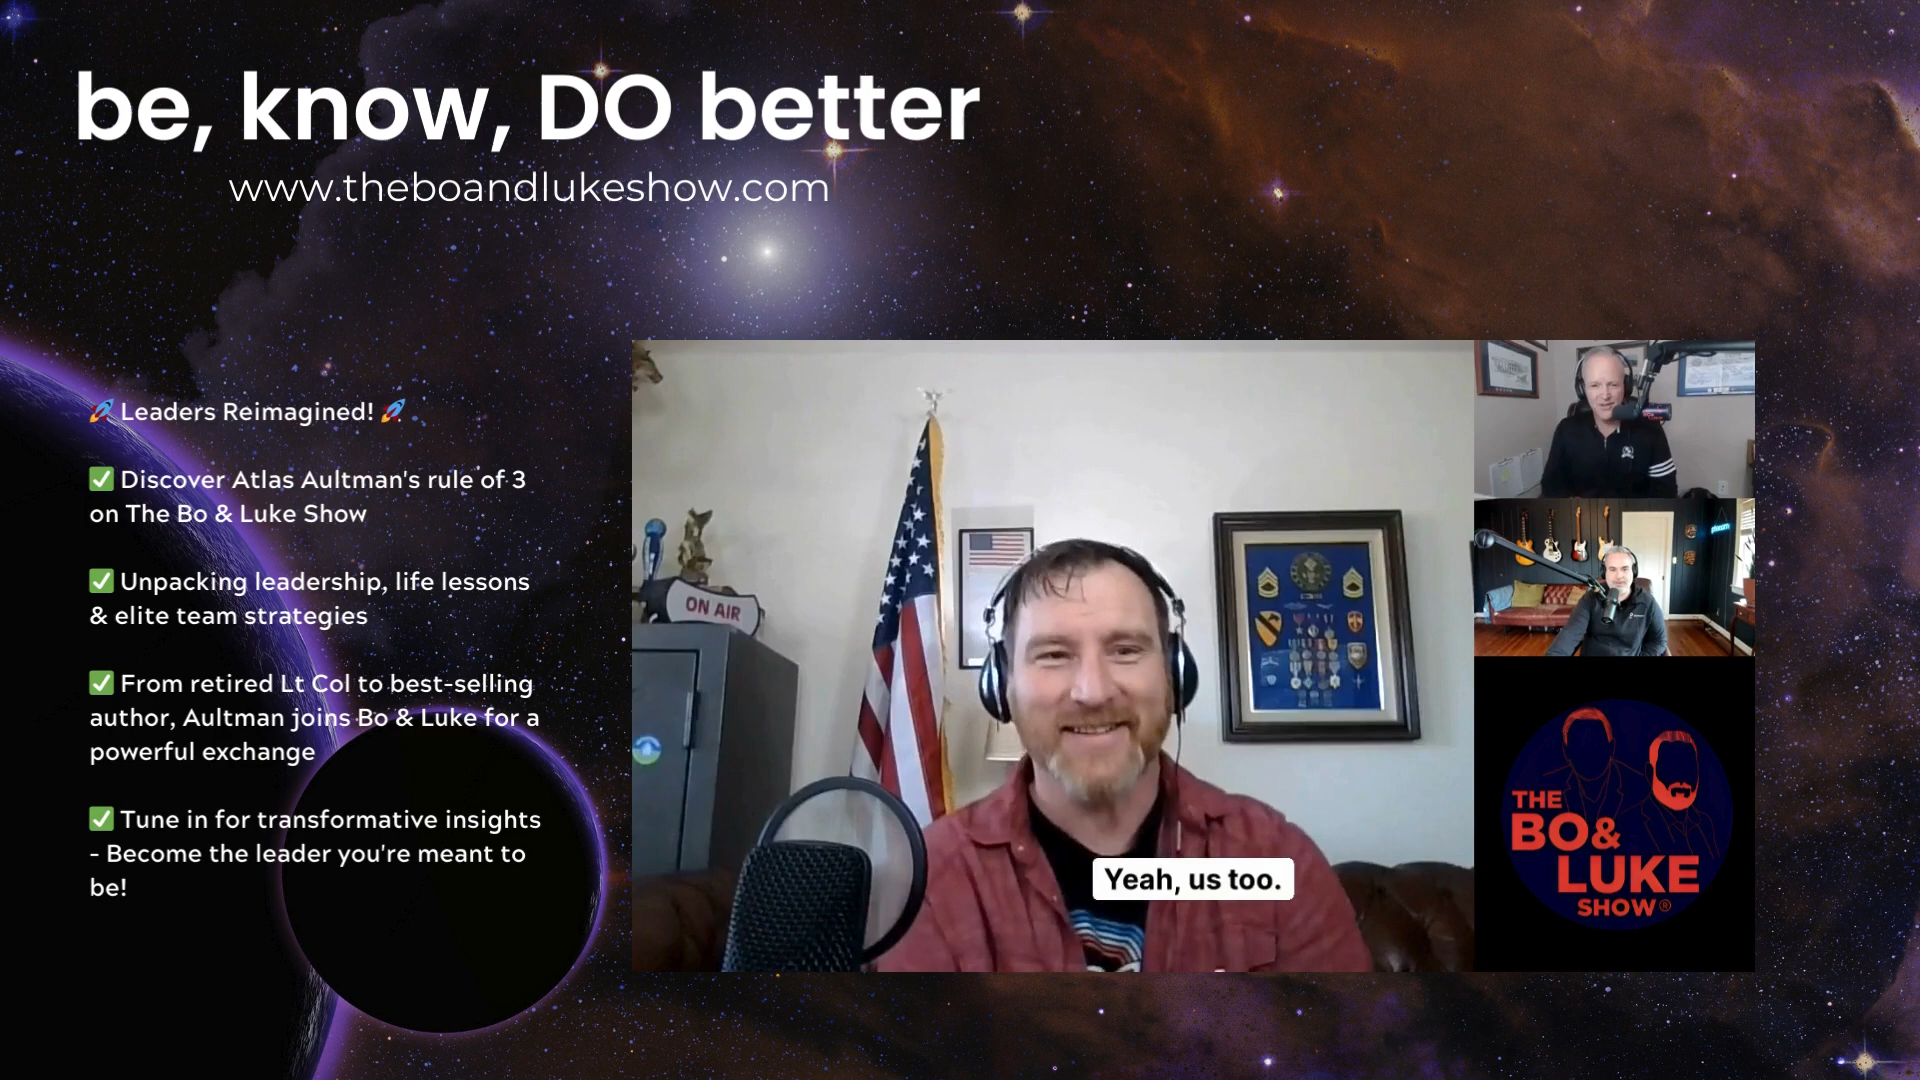 be, know, DO better
www.theboandlukeshow.com
🚀 Leaders Reimagined! 🚀
✅ Discover Atlas Aultman's rule of 3
on The Bo & Luke Show
✅ Unpacking leadership, life lessons
& elite team strategies
✅ From retired Lt Col to best-selling
author, Aultman joins Bo & Luke for a
powerful exchange
✅ Tune in for transformative insights
- Become the leader you're meant to
be!
ON AIR
Yeah, us too.
THE
BO&
LUKE
SHOW®